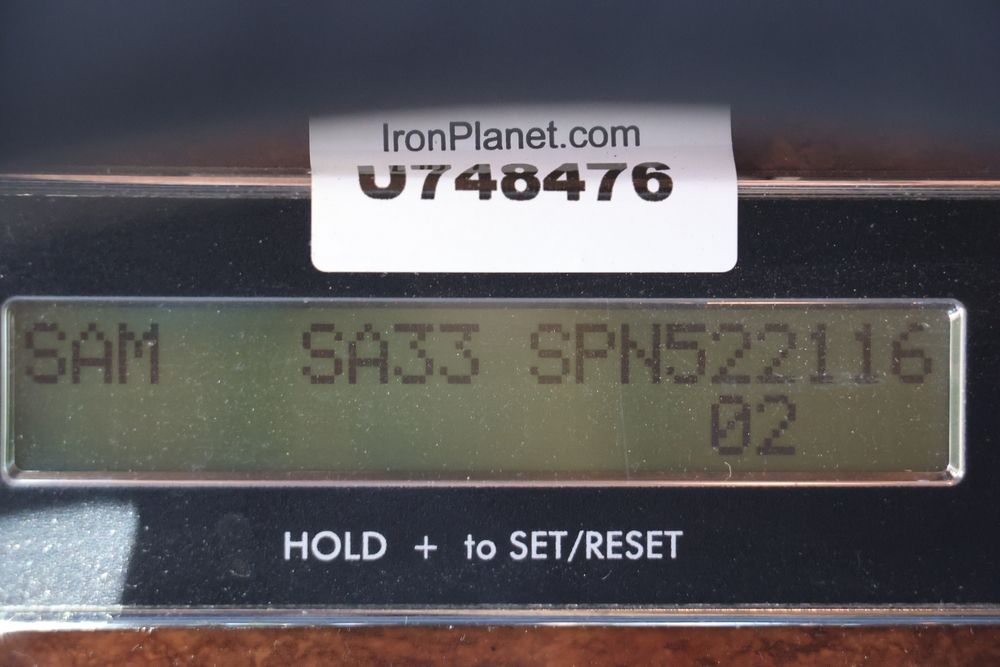 IronPlanet.com
U748476
SAM SA33 SPN522116
02
HOLD + to SET/RESET